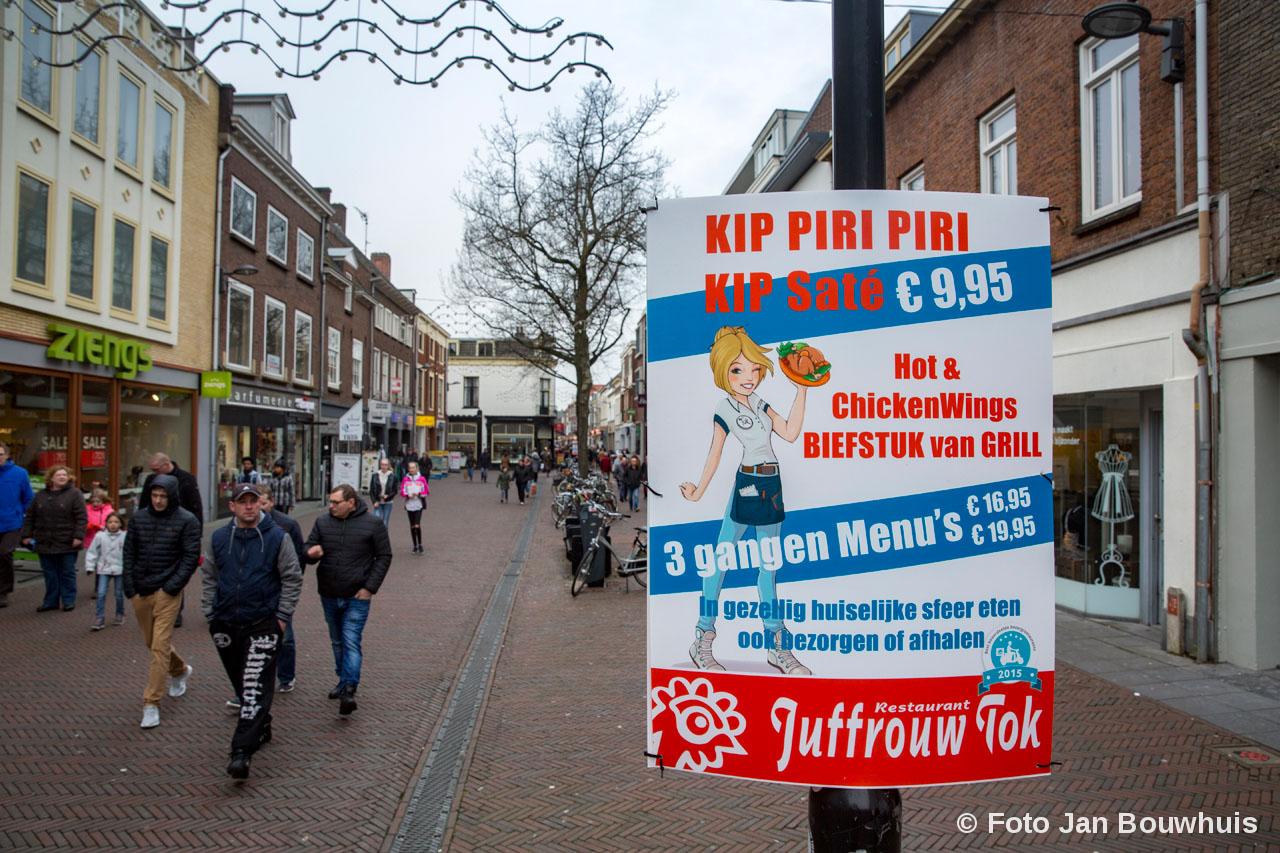 KIP PIRI PIRI
KIP Saté € 9,95
Hot &
ChickenWings
BIEFSTUK van GRILL
3 gangen Menu's € 16,95
€ 19,95
In gezellig huiselijke sfeer eten
ook bezorgen of afhalen
2015
Restaurant
Juffrouw Tok
ziengs
ziengs
parfumerie
SALE
SALE
© Foto Jan Bouwhuis